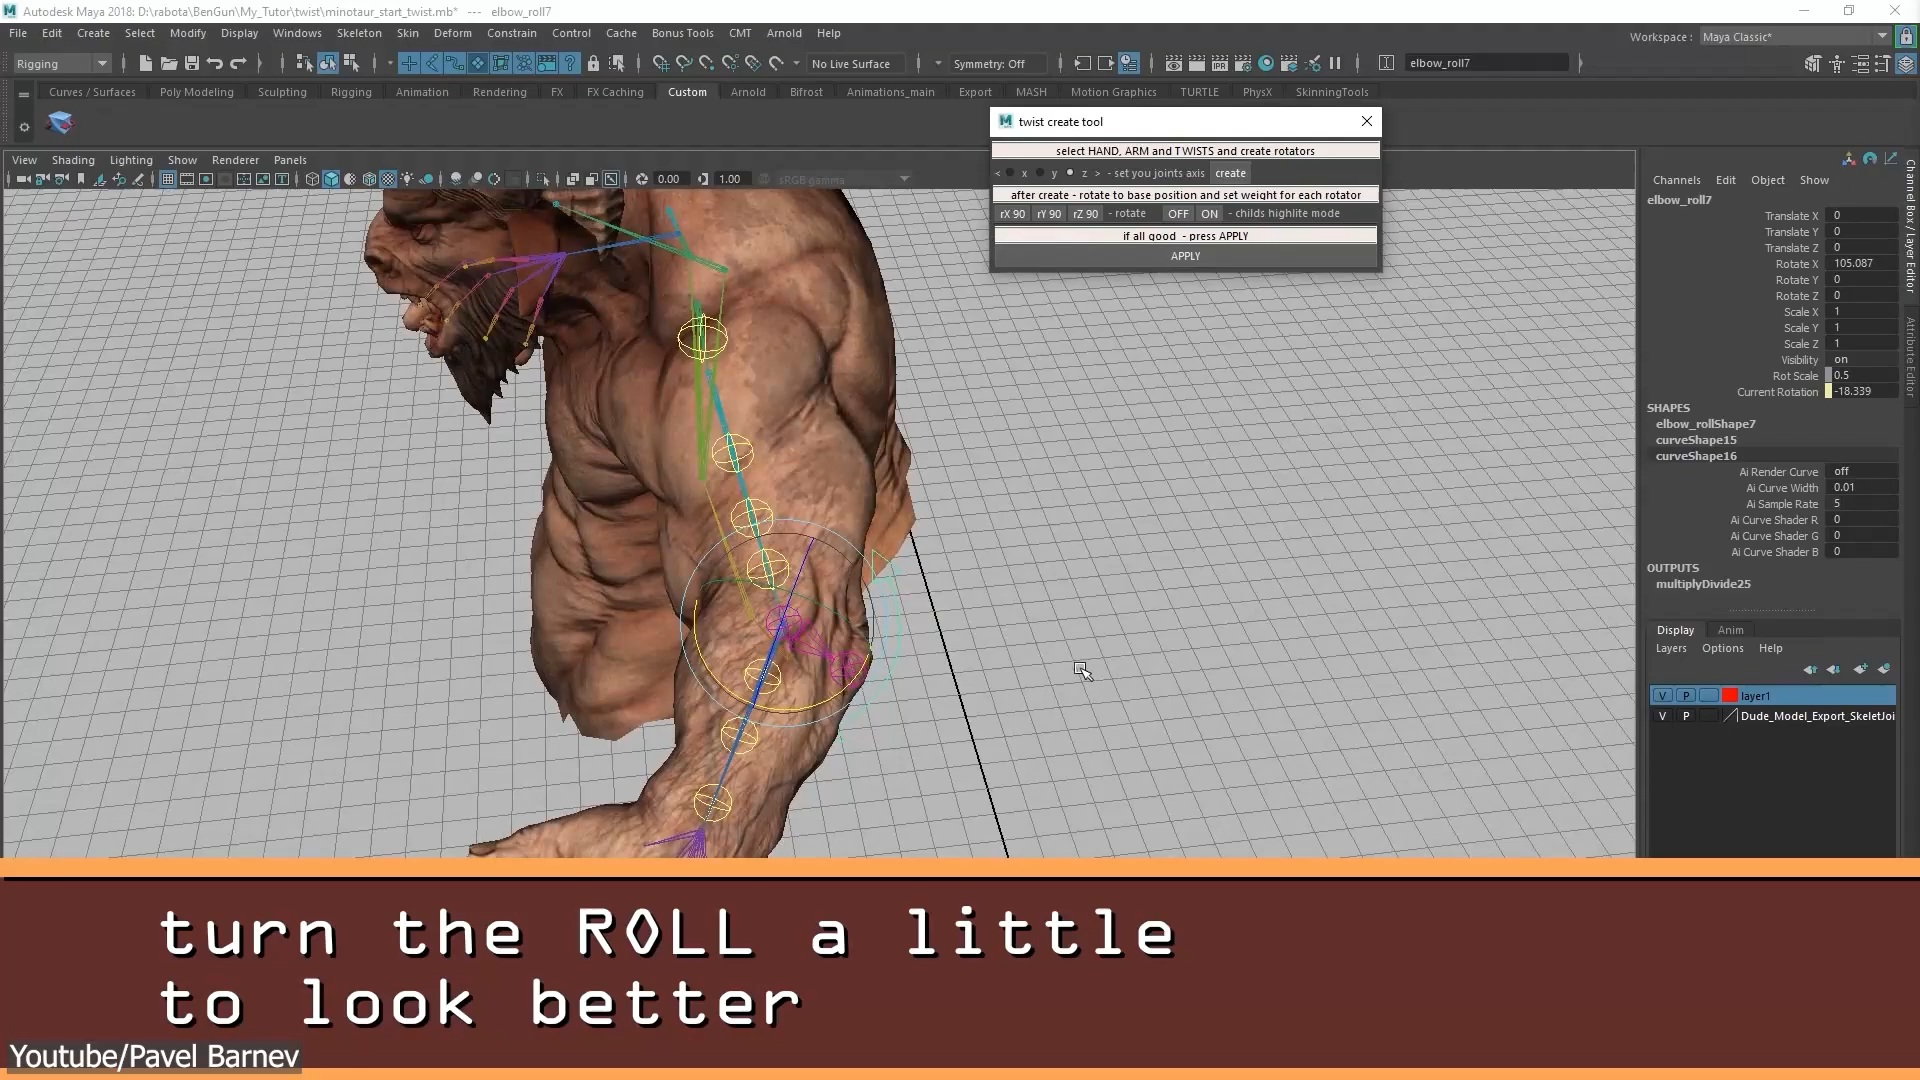 Autodesk Maya 2018: D:\rabota\BenGun\My_Tutor\twist\minotaur_start_twist.mb* --- elbow_roll7
File Edit Create Select Modify Display Windows Skeleton Skin Deform Constrain Control Cache Bonus Tools CMT Arnold Help
Workspace : Maya Classic*
Rigging No Live Surface Symmetry: Off IPR elbow_roll7
Curves / Surfaces Poly Modeling Sculpting Rigging Animation Rendering FX FX Caching Custom Arnold Bifrost Animations_main Export MASH Motion Graphics TURTLE PhysX SkinningTools
twist create tool
select HAND, ARM and TWISTS and create rotators
< x y z > - set you joints axis create
after create - rotate to base position and set weight for each rotator
rX 90 rY 90 rZ 90 - rotate OFF ON - childs highlite mode
if all good - press APPLY
APPLY
View Shading Lighting Show Renderer Panels
0.00 1.00 sRGB gamma
Channels Edit Object Show
elbow_roll7
Translate X 0
Translate Y 0
Translate Z 0
Rotate X 105.087
Rotate Y 0
Rotate Z 0
Scale X 1
Scale Y 1
Scale Z 1
Visibility on
Rot Scale 0.5
Current Rotation -18.339
SHAPES
elbow_rollShape7
curveShape15
curveShape16
Ai Render Curve off
Ai Curve Width 0.01
Ai Sample Rate 5
Ai Curve Shader R 0
Ai Curve Shader G 0
Ai Curve Shader B 0
OUTPUTS
multiplyDivide25
Display Anim
Layers Options Help
V P layer1
V P Dude_Model_Export_SkeletJoi
Channel Box / Layer Editor
Attribute Editor
turn the ROLL a little
to look better
Youtube/Pavel Barnev